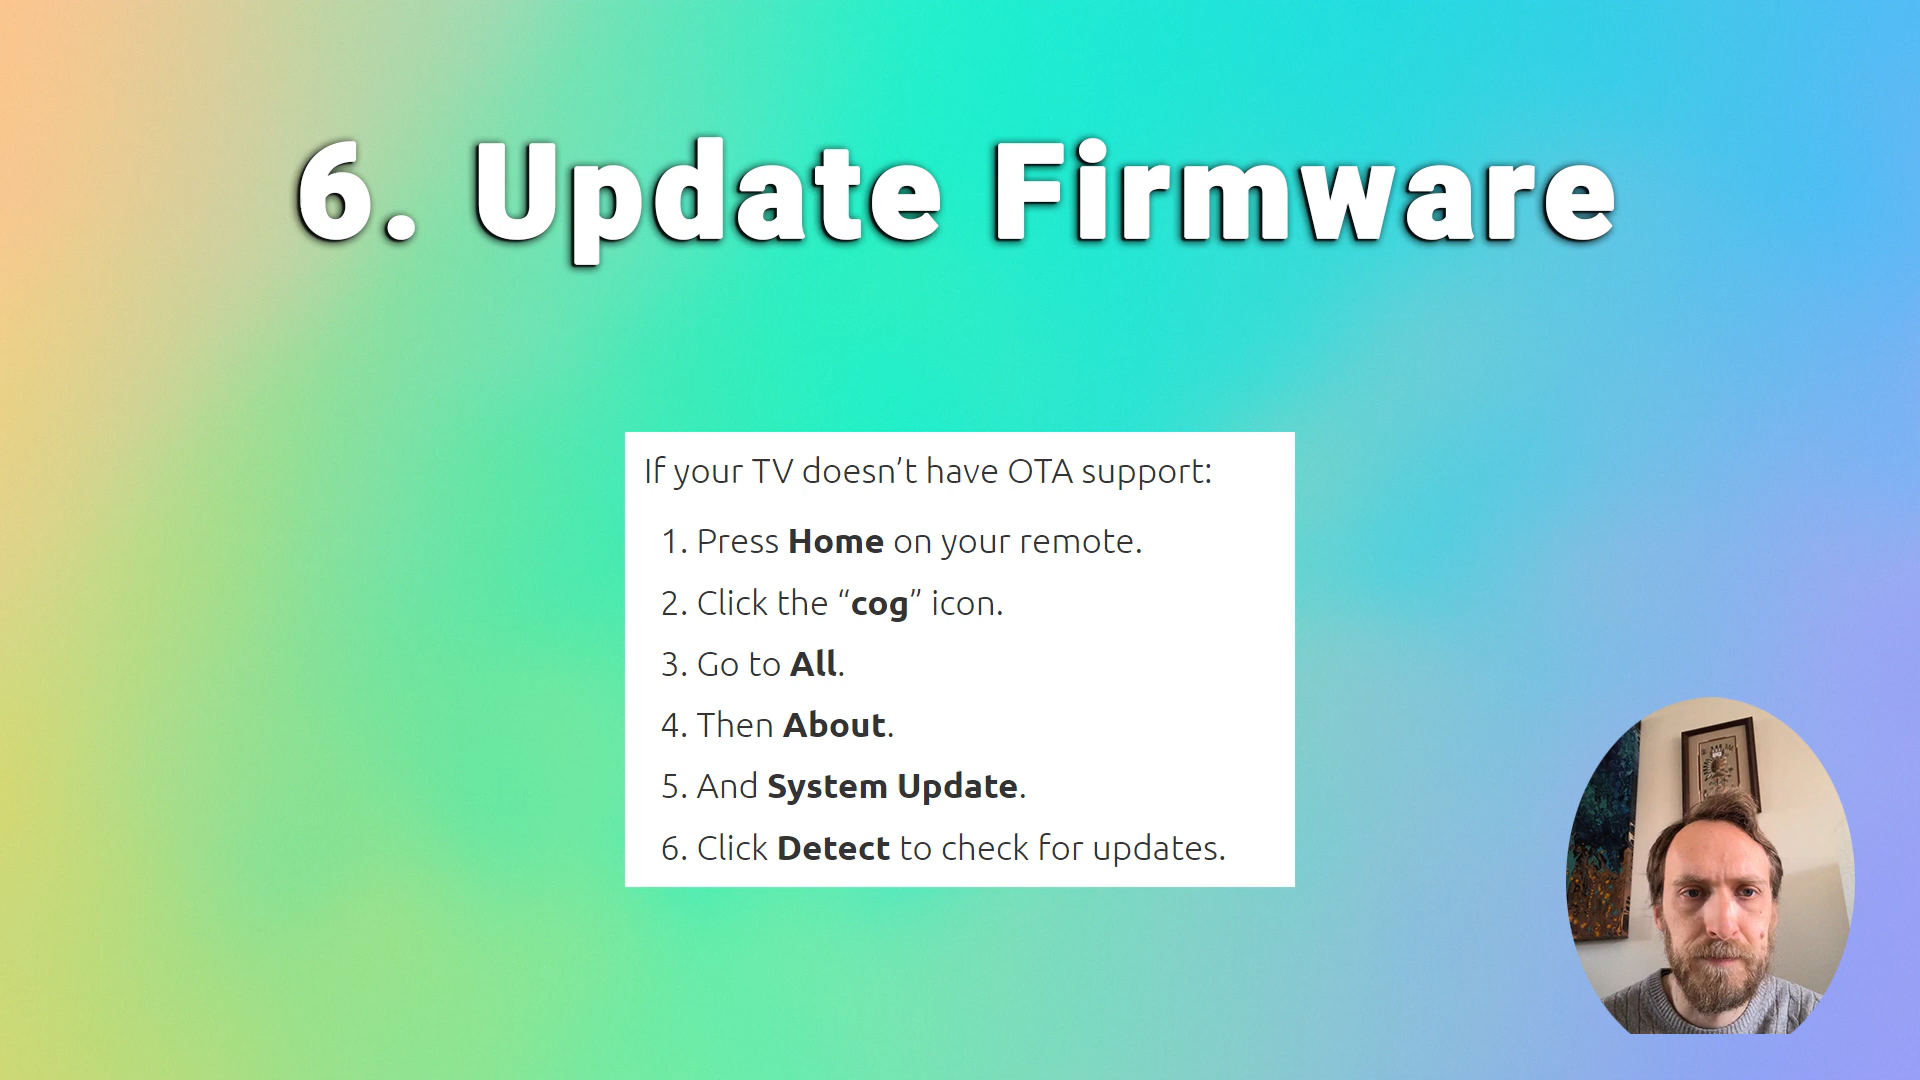 6. Update Firmware
If your TV doesn’t have OTA support:
1. Press Home on your remote.
2. Click the “cog” icon.
3. Go to All.
4. Then About.
5. And System Update.
6. Click Detect to check for updates.